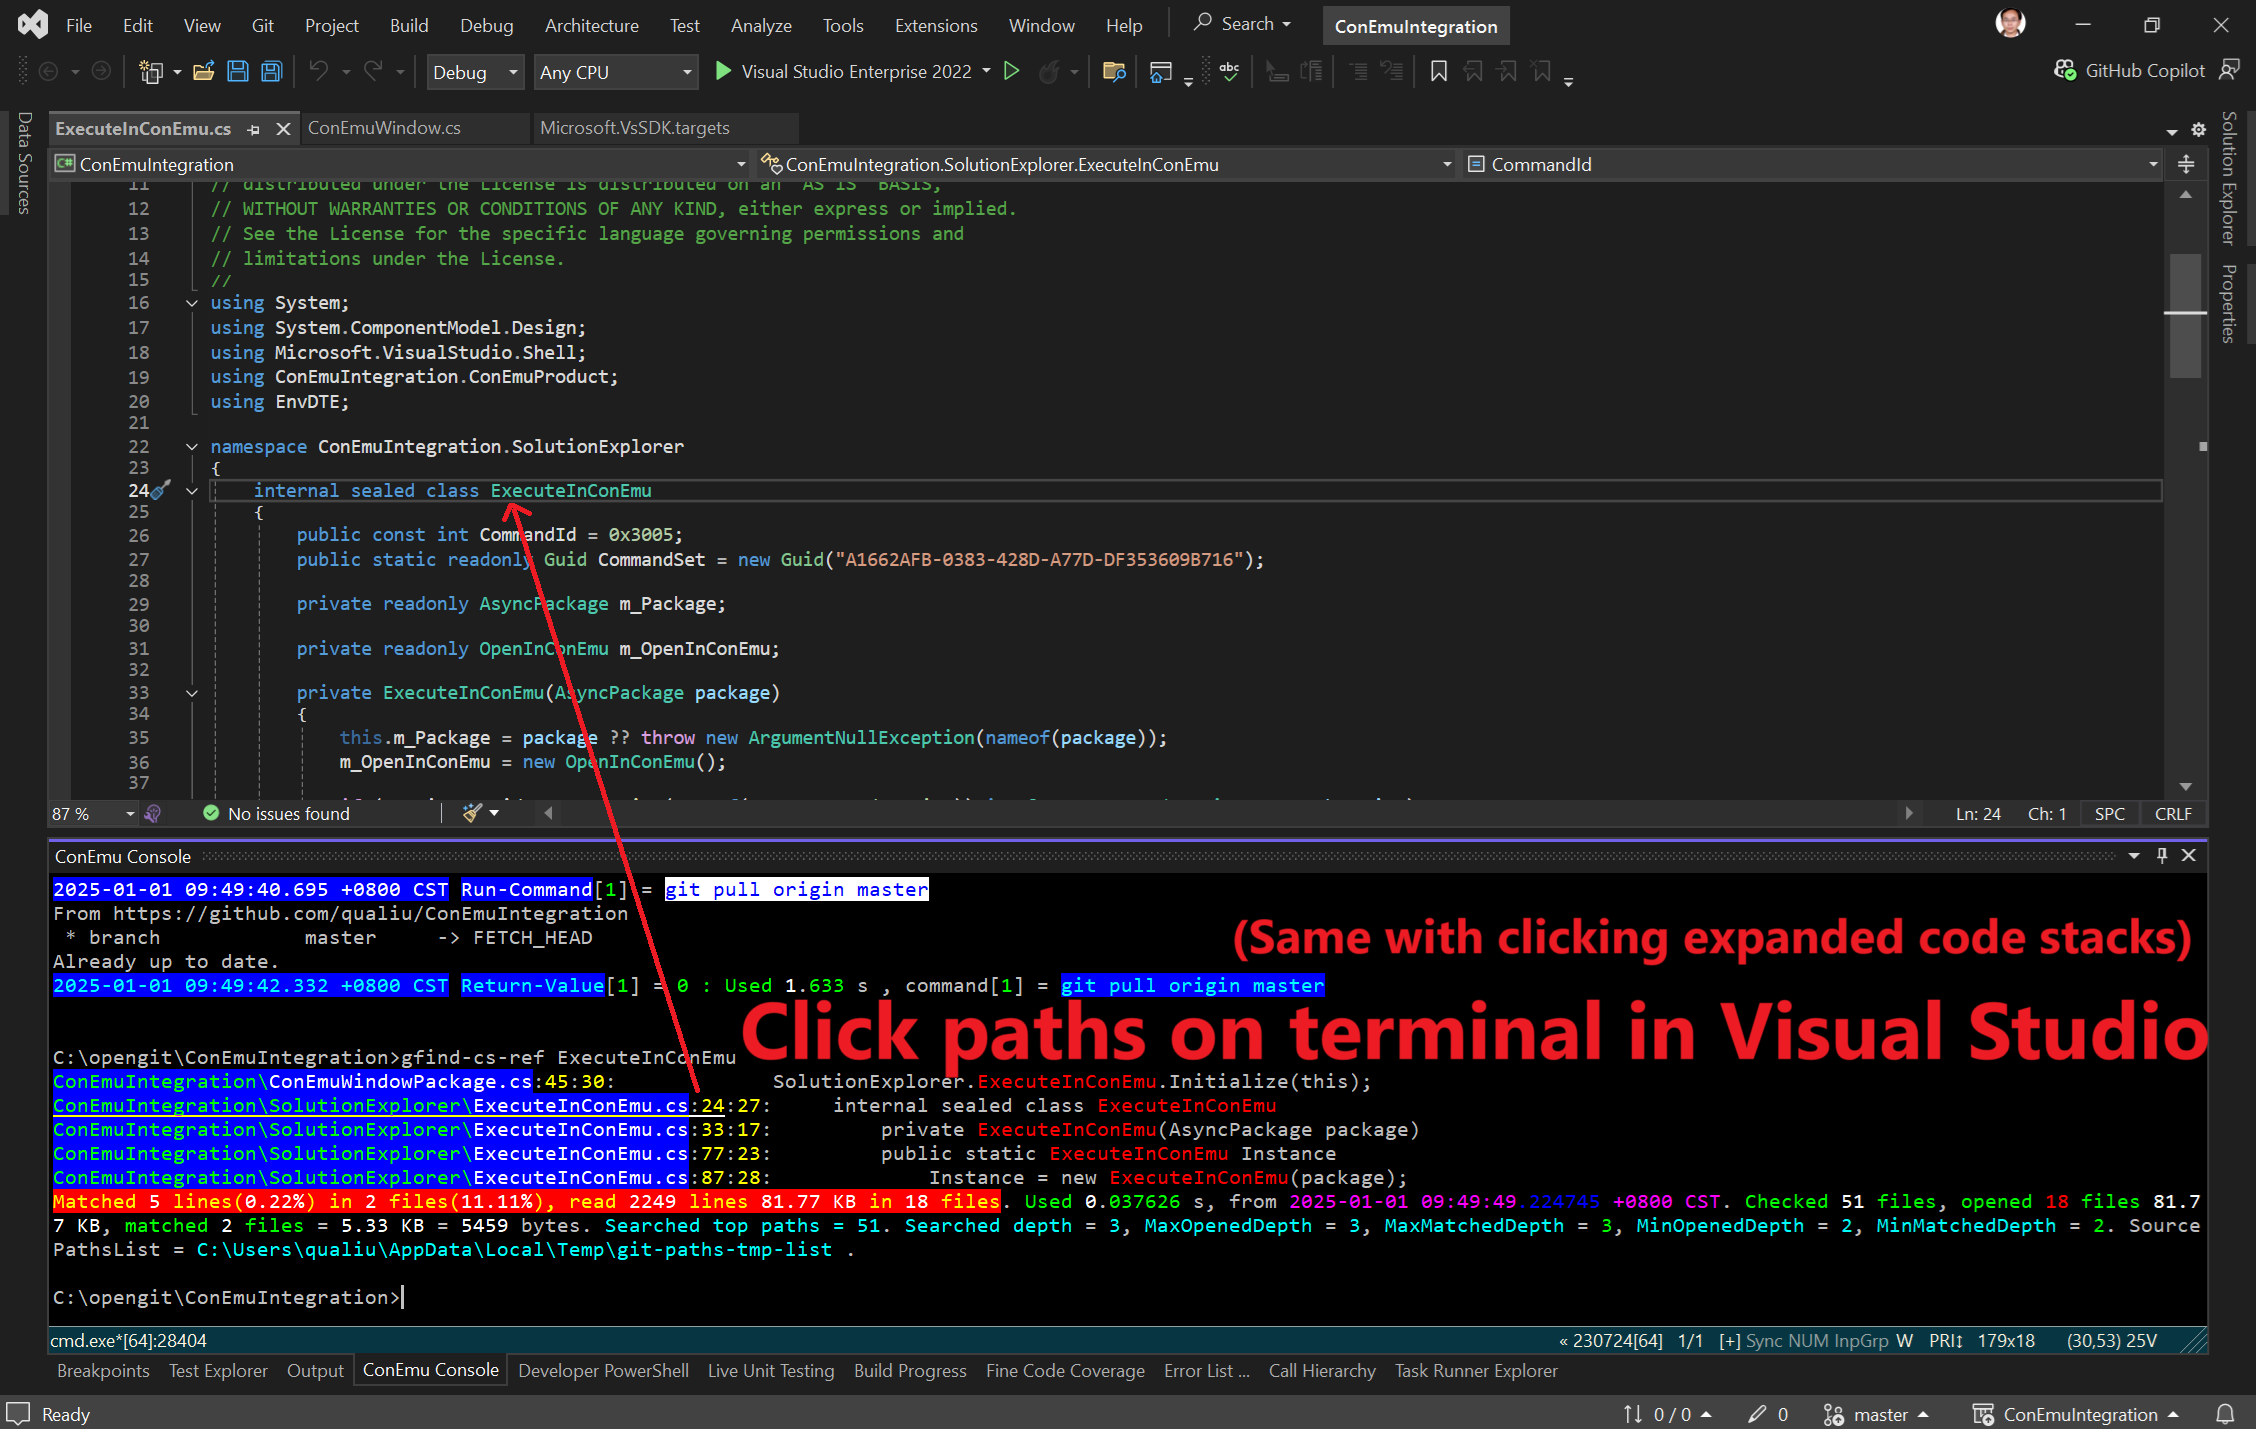 File Edit View Git Project Build Debug Architecture Test Analyze Tools Extensions Window Help Search ConEmuIntegration
Debug Any CPU Visual Studio Enterprise 2022 abc GitHub Copilot
Data Sources
ExecuteInConEmu.cs ConEmuWindow.cs Microsoft.VsSDK.targets
Solution Explorer
Properties
C# ConEmuIntegration ConEmuIntegration.SolutionExplorer.ExecuteInConEmu CommandId
11 // distributed under the License is distributed on an "AS IS" BASIS,
12 // WITHOUT WARRANTIES OR CONDITIONS OF ANY KIND, either express or implied.
13 // See the License for the specific language governing permissions and
14 // limitations under the License.
15 //
16 using System;
17 using System.ComponentModel.Design;
18 using Microsoft.VisualStudio.Shell;
19 using ConEmuIntegration.ConEmuProduct;
20 using EnvDTE;
21
22 namespace ConEmuIntegration.SolutionExplorer
23 {
24 internal sealed class ExecuteInConEmu
25 {
26 public const int CommandId = 0x3005;
27 public static readonly Guid CommandSet = new Guid("A1662AFB-0383-428D-A77D-DF353609B716");
28
29 private readonly AsyncPackage m_Package;
30
31 private readonly OpenInConEmu m_OpenInConEmu;
32
33 private ExecuteInConEmu(AsyncPackage package)
34 {
35 this.m_Package = package ?? throw new ArgumentNullException(nameof(package));
36 m_OpenInConEmu = new OpenInConEmu();
37
87 % No issues found Ln: 24 Ch: 1 SPC CRLF
ConEmu Console
2025-01-01 09:49:40.695 +0800 CST Run-Command[1] = git pull origin master
From https://github.com/qualiu/ConEmuIntegration
* branch master -> FETCH_HEAD
(Same with clicking expanded code stacks)
Already up to date.
2025-01-01 09:49:42.332 +0800 CST Return-Value[1] = 0 : Used 1.633 s , command[1] = git pull origin master
Click paths on terminal in Visual Studio
C:\opengit\ConEmuIntegration>gfind-cs-ref ExecuteInConEmu
ConEmuIntegration\ConEmuWindowPackage.cs:45:30: SolutionExplorer.ExecuteInConEmu.Initialize(this);
ConEmuIntegration\SolutionExplorer\ExecuteInConEmu.cs:24:27: internal sealed class ExecuteInConEmu
ConEmuIntegration\SolutionExplorer\ExecuteInConEmu.cs:33:17: private ExecuteInConEmu(AsyncPackage package)
ConEmuIntegration\SolutionExplorer\ExecuteInConEmu.cs:77:23: public static ExecuteInConEmu Instance
ConEmuIntegration\SolutionExplorer\ExecuteInConEmu.cs:87:28: Instance = new ExecuteInConEmu(package);
Matched 5 lines(0.22%) in 2 files(11.11%), read 2249 lines 81.77 KB in 18 files. Used 0.037626 s, from 2025-01-01 09:49:49.224745 +0800 CST. Checked 51 files, opened 18 files 81.7
7 KB, matched 2 files = 5.33 KB = 5459 bytes. Searched top paths = 51. Searched depth = 3, MaxOpenedDepth = 3, MaxMatchedDepth = 3, MinOpenedDepth = 2, MinMatchedDepth = 2. Source
PathsList = C:\Users\qualiu\AppData\Local\Temp\git-paths-tmp-list .
C:\opengit\ConEmuIntegration>
cmd.exe*[64]:28404 « 230724[64] 1/1 [+] Sync NUM InpGrp W PRI↕ 179x18 (30,53) 25V
Breakpoints Test Explorer Output ConEmu Console Developer PowerShell Live Unit Testing Build Progress Fine Code Coverage Error List ... Call Hierarchy Task Runner Explorer
Ready 0 / 0 0 master ConEmuIntegration